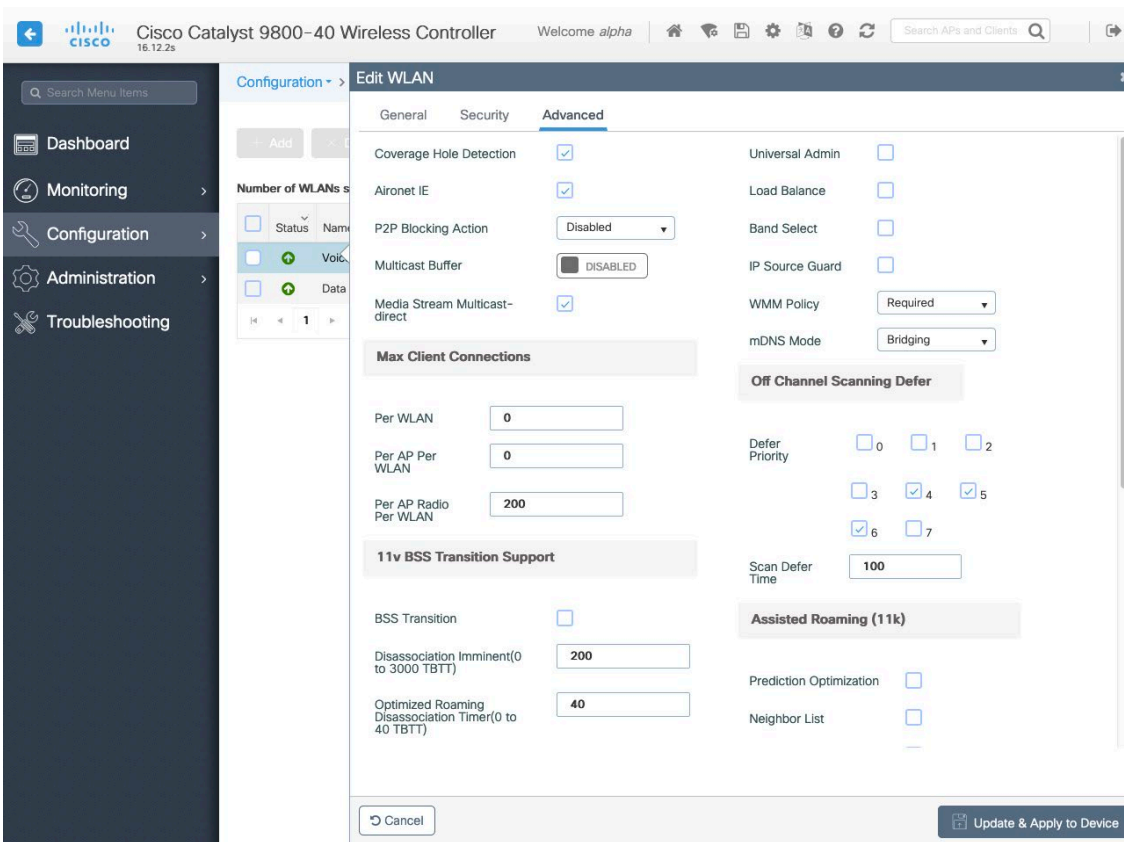 cisco
Cisco Catalyst 9800-40 Wireless Controller
16.12.2s
Welcome alpha
Search APs and Clients
Search Menu Items
Dashboard
Monitoring
Configuration
Administration
Troubleshooting
Configuration
Add
Number of WLANs s
Status
Data
1
Edit WLAN
General
Security
Advanced
Coverage Hole Detection
Aironet IE
P2P Blocking Action
Disabled
Multicast Buffer
DISABLED
Media Stream Multicast-
direct
Max Client Connections
Per WLAN
0
Per AP Per
WLAN
0
Per AP Radio
Per WLAN
200
11v BSS Transition Support
BSS Transition
Disassociation Imminent(0
to 3000 TBTT)
200
Optimized Roaming
Disassociation Timer(0 to
40 TBTT)
40
Universal Admin
Load Balance
Band Select
IP Source Guard
WMM Policy
Required
mDNS Mode
Bridging
Off Channel Scanning Defer
Defer
Priority
0
1
2
3
4
5
6
7
Scan Defer
Time
100
Assisted Roaming (11k)
Prediction Optimization
Neighbor List
Cancel
Update & Apply to Device